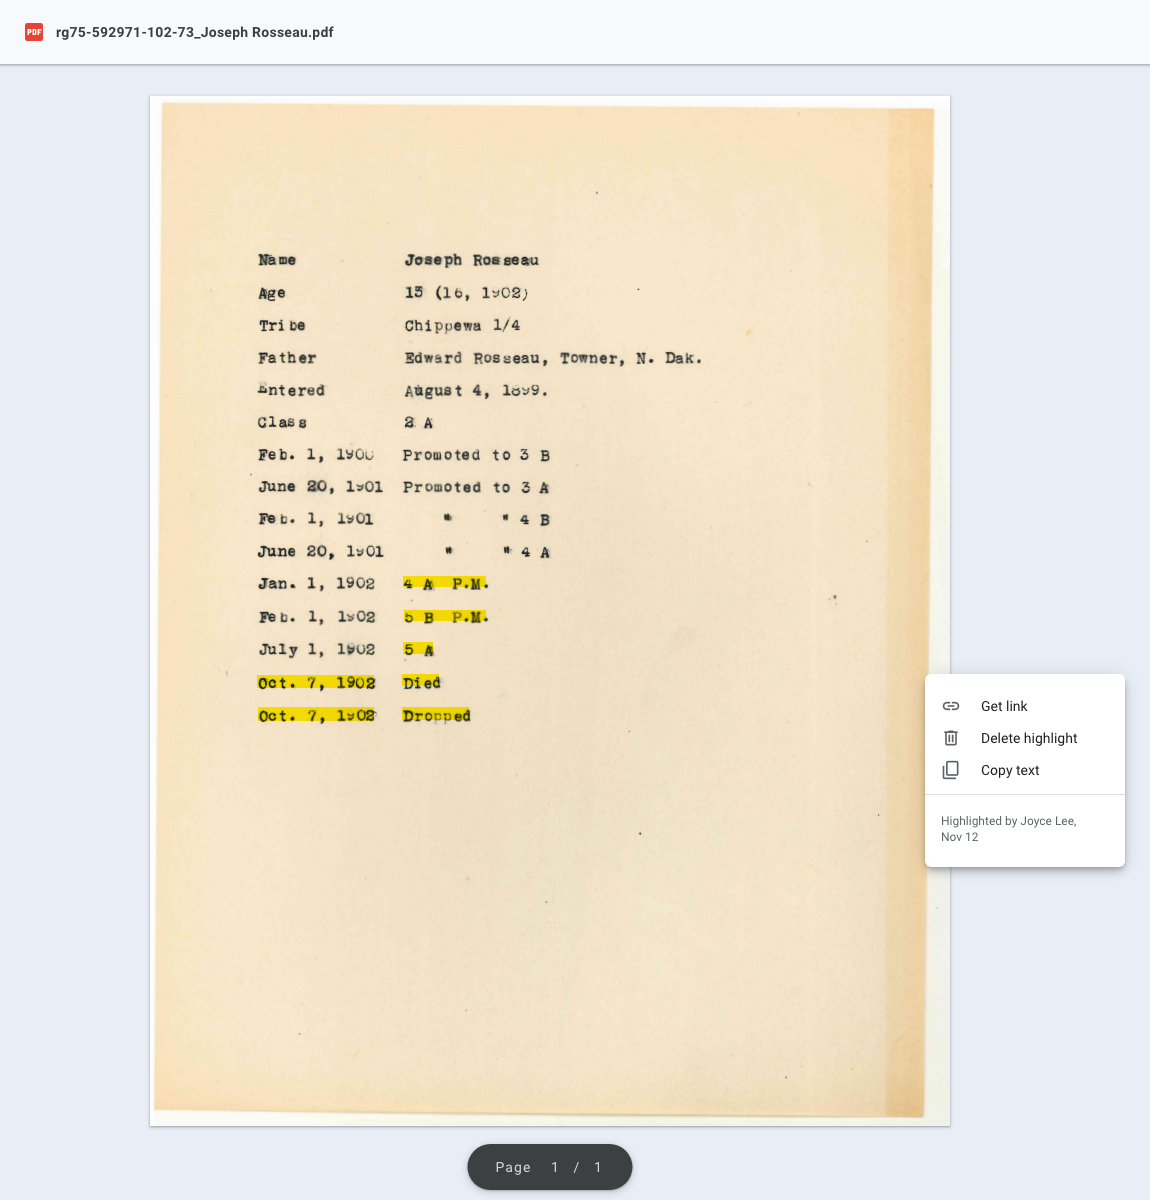 PDF rg75-592971-102-73_Joseph Rosseau.pdf
Name Joseph Rosseau
Age 13 (16, 1902)
Tribe Chippewa 1/4
Father Edward Rosseau, Towner, N. Dak.
Entered August 4, 1899.
Class 2 A
Feb. 1, 1900 Promoted to 3 B
June 20, 1901 Promoted to 3 A
Feb. 1, 1901 " " 4 B
June 20, 1901 " " 4 A
Jan. 1, 1902 4 A P.M.
Feb. 1, 1902 5 B P.M.
July 1, 1902 5 A
Oct. 7, 1902 Died
Oct. 7, 1902 Dropped
Get link
Delete highlight
Copy text
Highlighted by Joyce Lee,
Nov 12
Page 1 / 1